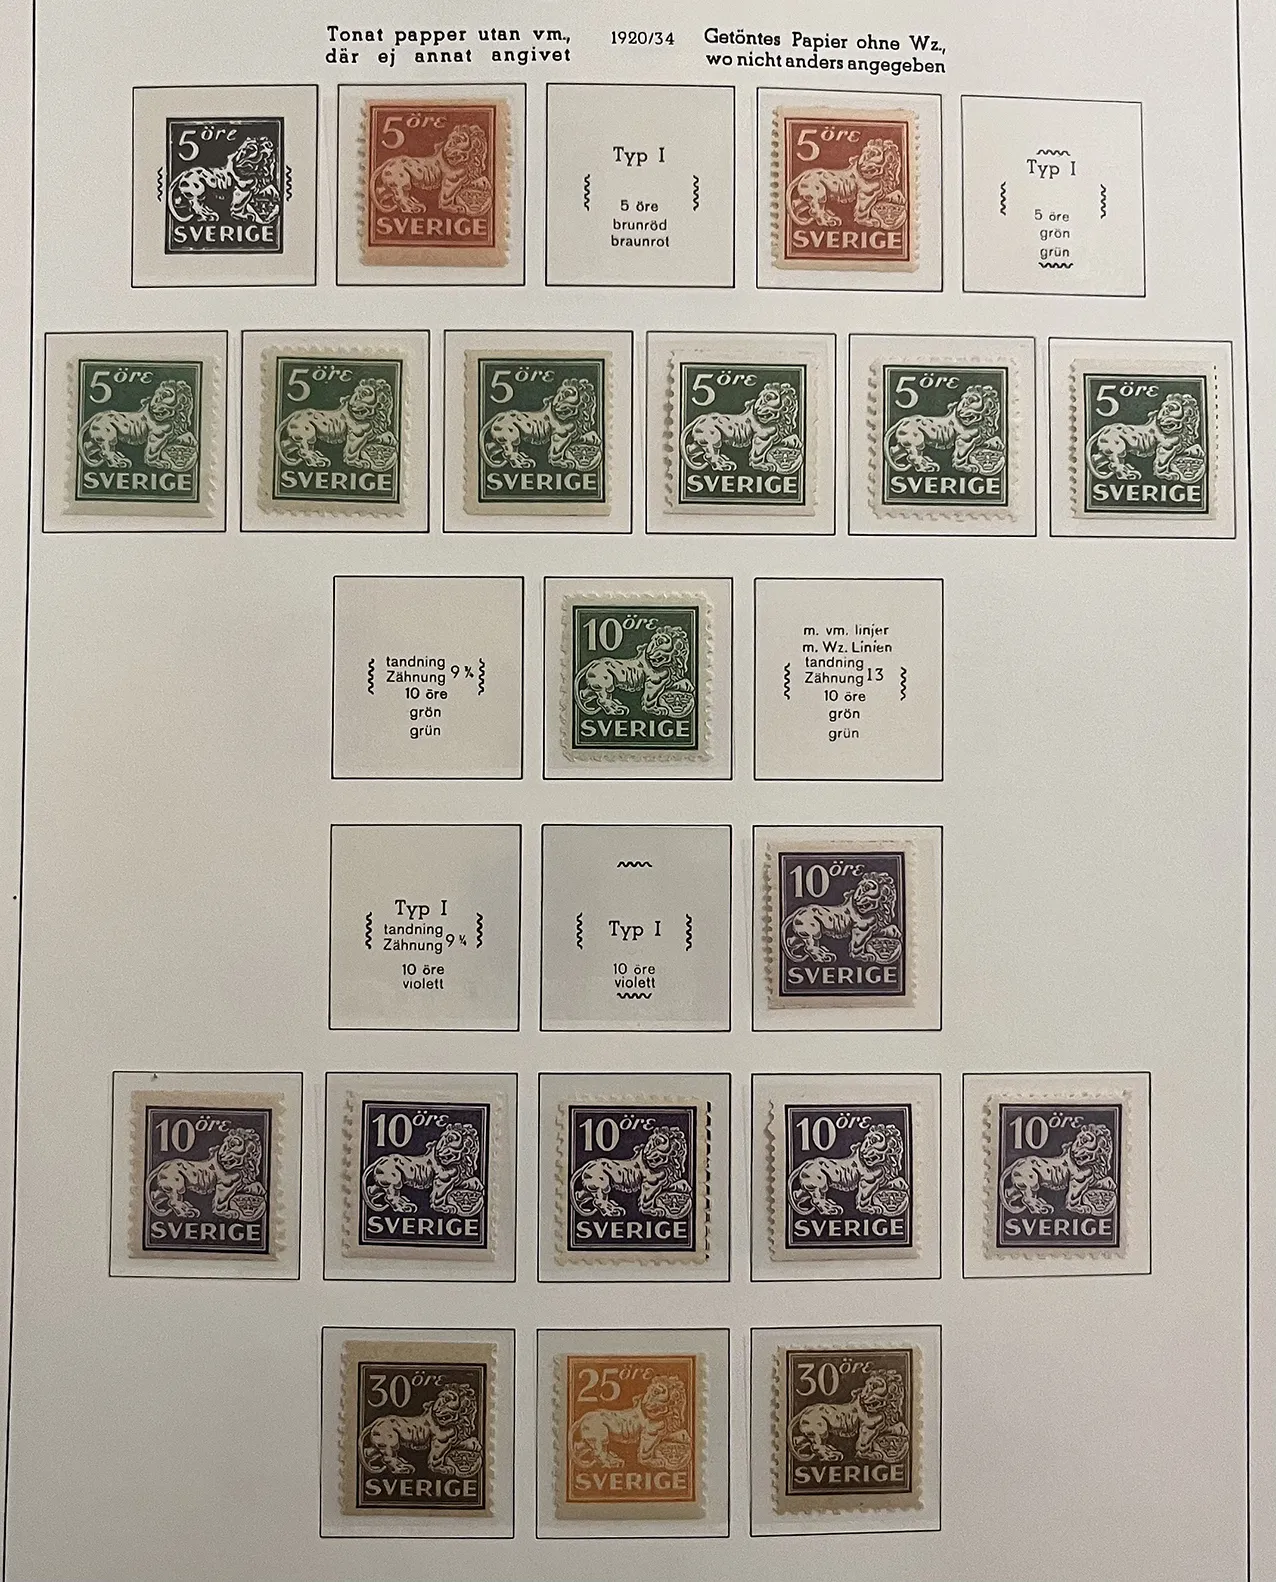 Tonat papper utan vm., 1920/34 Getöntes Papier ohne Wz.,
där ej annat angivet wo nicht anders angegeben
5 öre
SVERIGE
5 öre
SVERIGE
Typ I
5 öre
brunröd
braunrot
5 öre
SVERIGE
Typ I
5 öre
grön
grün
5 öre
SVERIGE
5 öre
SVERIGE
5 öre
SVERIGE
5 öre
SVERIGE
5 öre
SVERIGE
5 öre
SVERIGE
tandning
Zähnung 9 ¾
10 öre
grön
grün
10 öre
SVERIGE
m. vm. linjer
m. Wz. Linien
tandning
Zähnung 13
10 öre
grön
grün
Typ I
tandning
Zähnung 9 ¼
10 öre
violett
Typ I
10 öre
violett
10 öre
SVERIGE
10 öre
SVERIGE
10 öre
SVERIGE
10 öre
SVERIGE
10 öre
SVERIGE
10 öre
SVERIGE
30 öre
SVERIGE
25 öre
SVERIGE
30 öre
SVERIGE